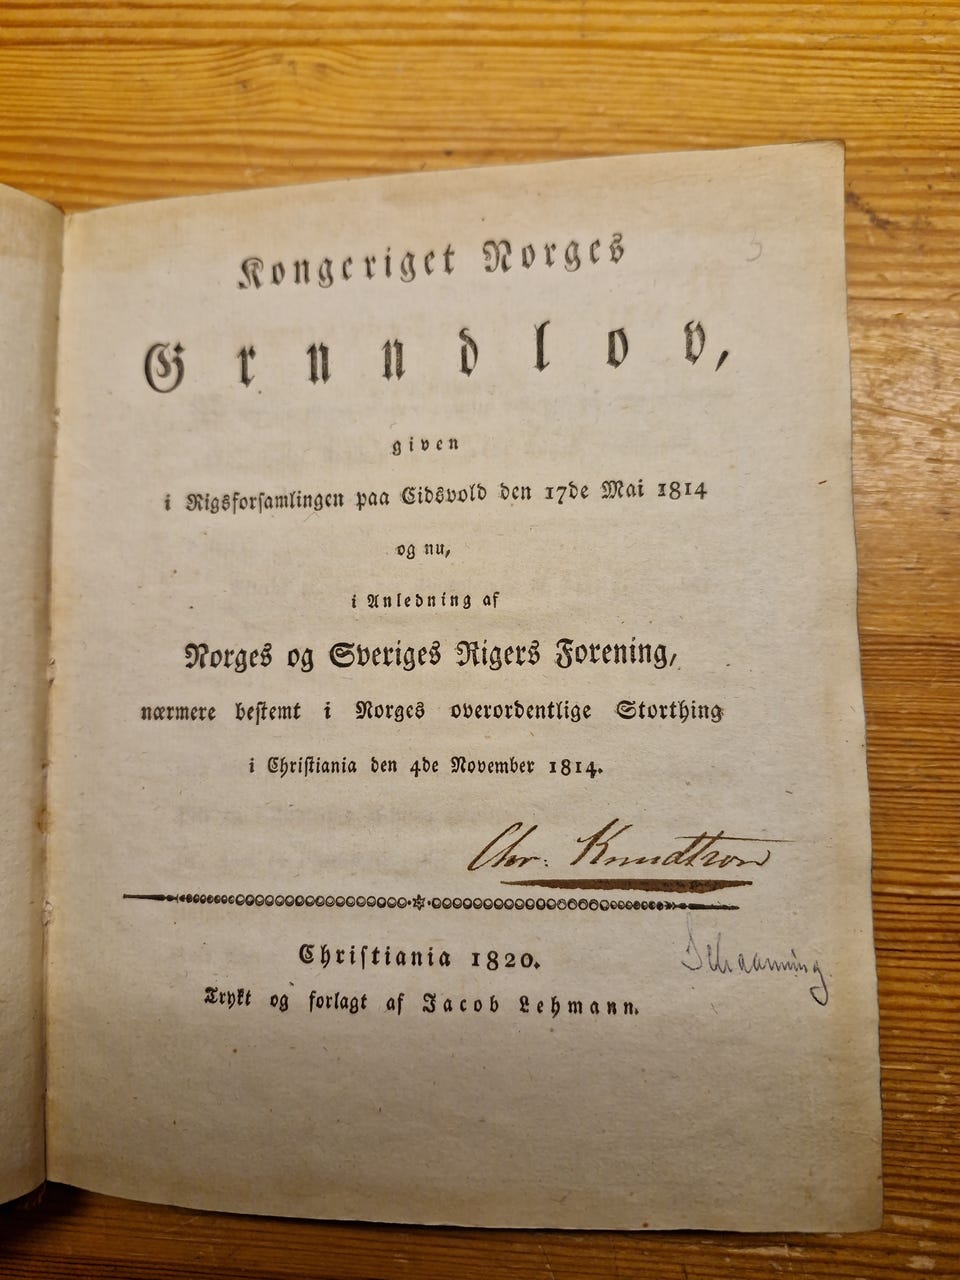 3
Kongeriget Norges
Grundlov,
given
i Rigsforsamlingen paa Eidsvold den 17de Mai 1814
og nu,
i Anledning af
Norges og Sveriges Rigers Forening,
nærmere bestemt i Norges overordentlige Storthing
i Christiania den 4de November 1814.
Chr. Knudtzon
Christiania 1820.
Schaanning
Trykt og forlagt af Jacob Lehmann.